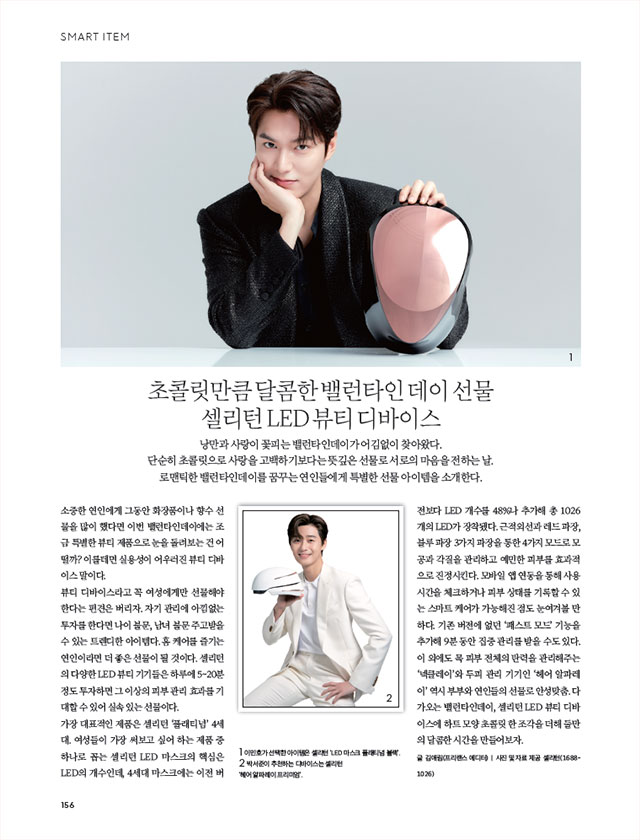 SMART ITEM
1
초콜릿만큼 달콤한 밸런타인 데이 선물
셀리턴 LED 뷰티 디바이스
낭만과 사랑이 꽃피는 밸런타인데이가 어김없이 찾아왔다.
단순히 초콜릿으로 사랑을 고백하기보다는 뜻깊은 선물로 서로의 마음을 전하는 날.
로맨틱한 밸런타인데이를 꿈꾸는 연인들에게 특별한 선물 아이템을 소개한다.
소중한 연인에게 그동안 화장품이나 향수 선
물을 많이 했다면 이번 밸런타인데이에는 조
금 특별한 뷰티 제품으로 눈을 돌려보는 건 어
떨까? 이를테면 실용성이 어우러진 뷰티 디바
이스 말이다.
뷰티 디바이스라고 꼭 여성에게만 선물해야
한다는 편견은 버리자. 자기 관리에 아낌없는
투자를 한다면 나이 불문, 남녀 불문 주고받을
수 있는 트렌디한 아이템이다. 홈 케어를 즐기는
연인이라면 더 좋은 선물이 될 것이다. 셀리턴
의 다양한 LED 뷰티 기기들은 하루에 5~20분
정도 투자하면 그 이상의 피부 관리 효과를 기
대할 수 있어 실속 있는 선물이다.
가장 대표적인 제품은 셀리턴 '플래티넘' 4세
대. 여성들이 가장 써보고 싶어 하는 제품 중
하나로 꼽는 셀리턴 LED 마스크의 핵심은
LED의 개수인데, 4세대 마스크에는 이전 버
2
1 이민호가 선택한 아이템은 셀리턴 'LED 마스크 플래티넘 블랙'.
2 박서준이 추천하는 디바이스는 셀리턴
'헤어 알파레이 프리미엄'.
전보다 LED 개수를 48%나 추가해 총 1026
개의 LED가 장착됐다. 근적외선과 레드 파장,
블루 파장 3가지 파장을 통한 4가지 모드로 모
공과 각질을 관리하고 예민한 피부를 효과적
으로 진정시킨다. 모바일 앱 연동을 통해 사용
시간을 체크하거나 피부 상태를 기록할 수 있
는 스마트 케어가 가능해진 점도 눈여겨볼 만
하다. 기존 버전에 없던 '패스트 모드' 기능을
추가해 9분 동안 집중 관리를 받을 수도 있다.
이 외에도 목 피부 전체의 탄력을 관리해주는
'넥클레이'와 두피 관리 기기인 '헤어 알파레
이' 역시 부부와 연인들의 선물로 안성맞춤. 다
가오는 밸런타인데이, 셀리턴 LED 뷰티 디바
이스에 하트 모양 초콜릿 한 조각을 더해 둘만
의 달콤한 시간을 만들어보자.
글 김애림(프리랜스 에디터) | 사진 및 자료 제공 셀리턴(1688-
1026)
156